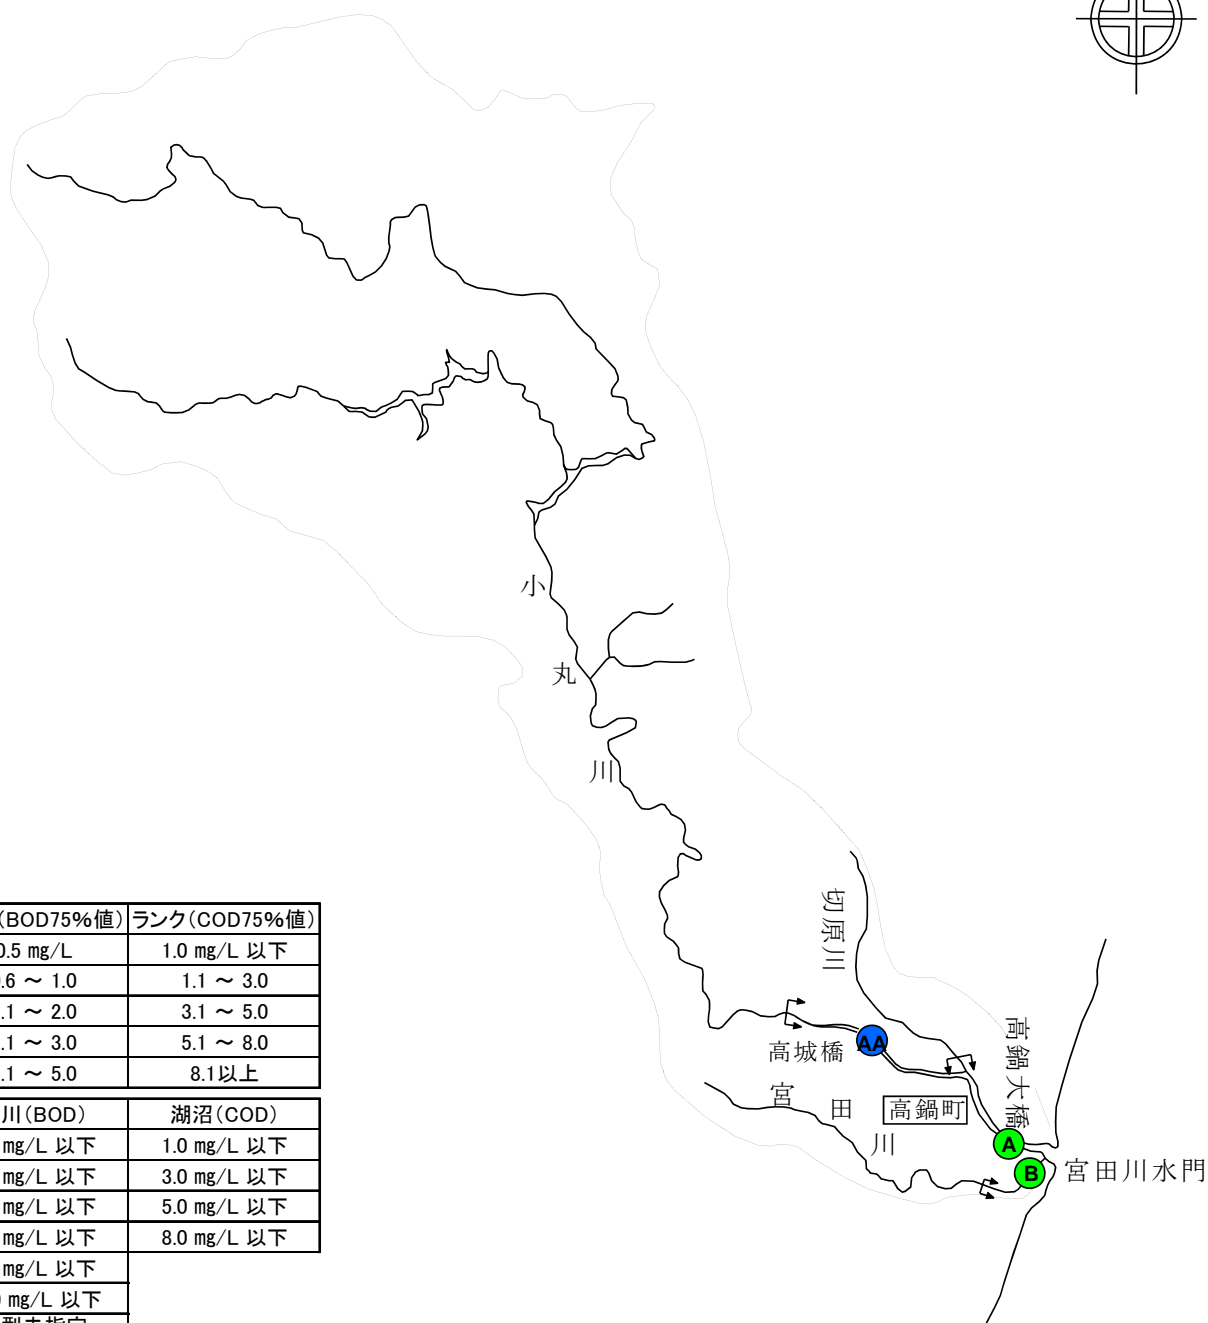 小
丸
川
切原川
高城橋
AA
高鍋大橋
宮
田
川
高鍋町
A
B
宮田川水門
(BOD75%値) ランク(COD75%値)
0.5 mg/L 1.0 mg/L 以下
.6 ～ 1.0 1.1 ～ 3.0
.1 ～ 2.0 3.1 ～ 5.0
.1 ～ 3.0 5.1 ～ 8.0
.1 ～ 5.0 8.1以上
川(BOD) 湖沼(COD)
mg/L 以下 1.0 mg/L 以下
mg/L 以下 3.0 mg/L 以下
mg/L 以下 5.0 mg/L 以下
mg/L 以下 8.0 mg/L 以下
mg/L 以下
mg/L 以下